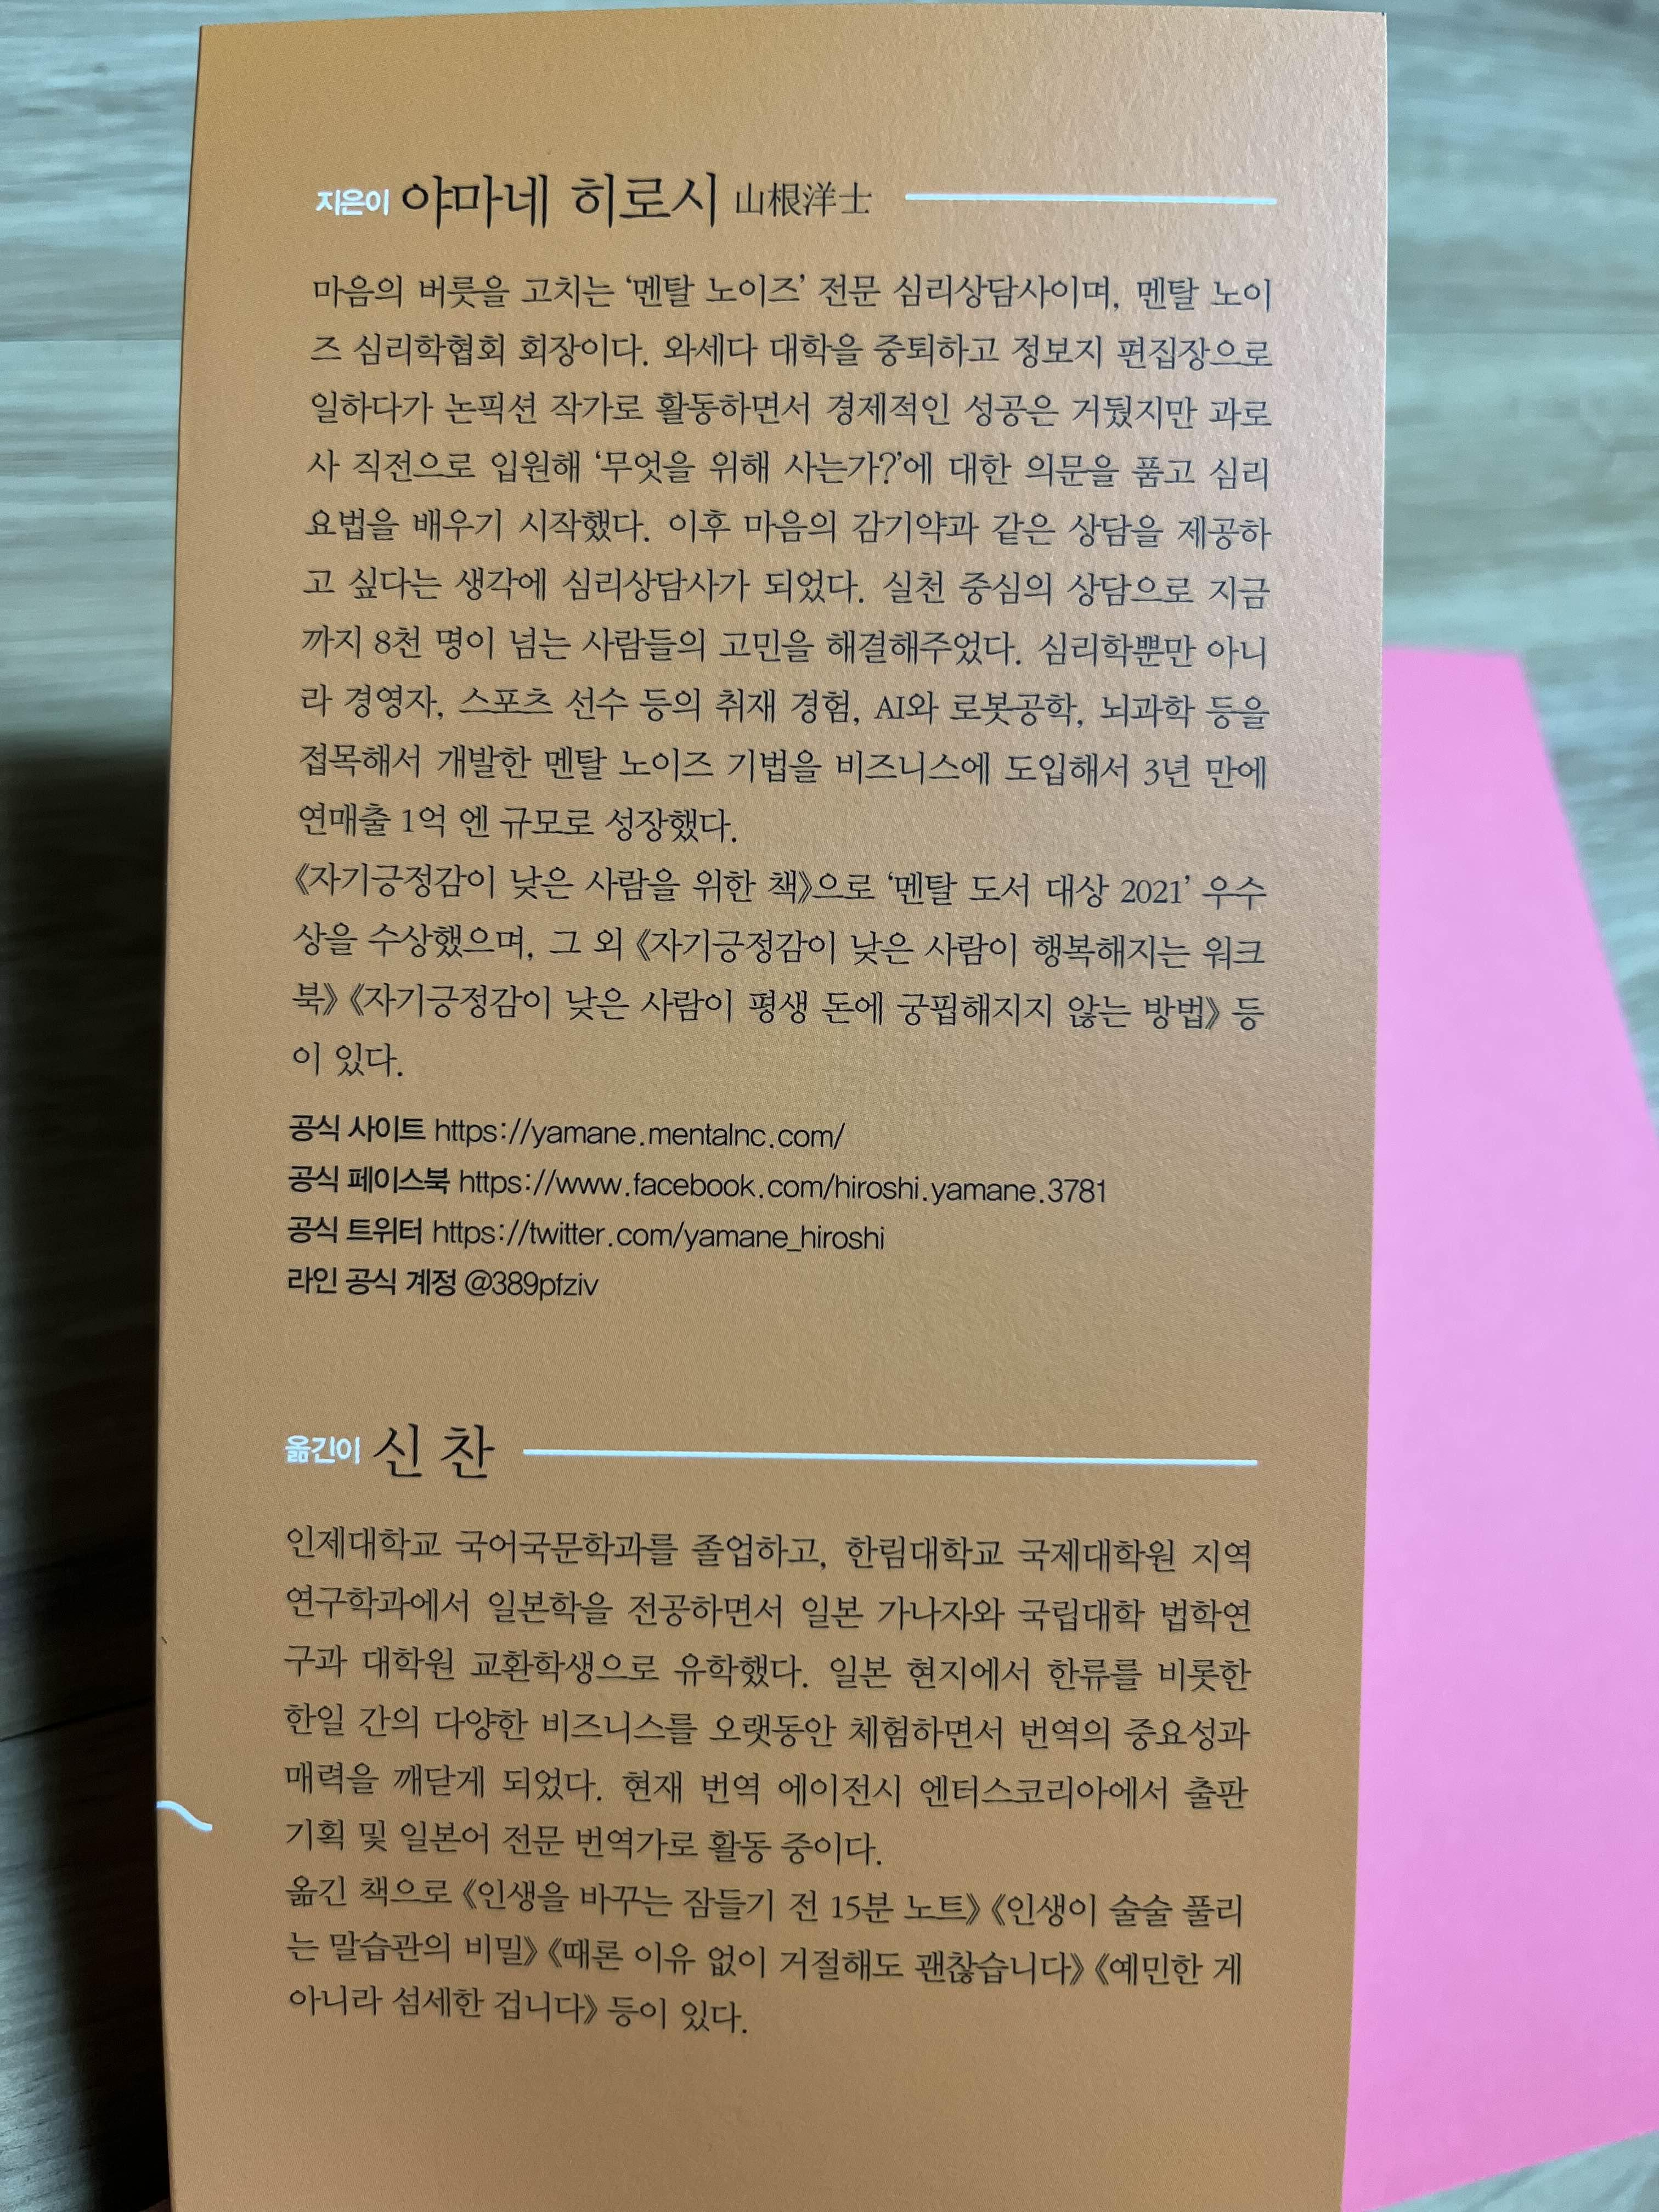 지은이 야마네 히로시 山根洋士
마음의 버릇을 고치는 ‘멘탈 노이즈’ 전문 심리상담사이며, 멘탈 노이
즈 심리학협회 회장이다. 와세다 대학을 중퇴하고 정보지 편집장으로
일하다가 논픽션 작가로 활동하면서 경제적인 성공은 거뒀지만 과로
사 직전으로 입원해 ‘무엇을 위해 사는가?’에 대한 의문을 품고 심리
요법을 배우기 시작했다. 이후 마음의 감기약과 같은 상담을 제공하
고 싶다는 생각에 심리상담사가 되었다. 실천 중심의 상담으로 지금
까지 8천 명이 넘는 사람들의 고민을 해결해주었다. 심리학뿐만 아니
라 경영자, 스포츠 선수 등의 취재 경험, AI와 로봇공학, 뇌과학 등을
접목해서 개발한 멘탈 노이즈 기법을 비즈니스에 도입해서 3년 만에
연매출 1억 엔 규모로 성장했다.
《자기긍정감이 낮은 사람을 위한 책》으로 ‘멘탈 도서 대상 2021’ 우수
상을 수상했으며, 그 외 《자기긍정감이 낮은 사람이 행복해지는 워크
북》 《자기긍정감이 낮은 사람이 평생 돈에 궁핍해지지 않는 방법》 등
이 있다.
공식 사이트 https://yamane.mentalnc.com/
공식 페이스북 https://www.facebook.com/hiroshi.yamane.3781
공식 트위터 https://twitter.com/yamane_hiroshi
라인 공식 계정 @389pfziv
옮긴이 신 찬
인제대학교 국어국문학과를 졸업하고, 한림대학교 국제대학원 지역
연구학과에서 일본학을 전공하면서 일본 가나자와 국립대학 법학연
구과 대학원 교환학생으로 유학했다. 일본 현지에서 한류를 비롯한
한일 간의 다양한 비즈니스를 오랫동안 체험하면서 번역의 중요성과
매력을 깨닫게 되었다. 현재 번역 에이전시 엔터스코리아에서 출판
기획 및 일본어 전문 번역가로 활동 중이다.
옮긴 책으로 《인생을 바꾸는 잠들기 전 15분 노트》 《인생이 술술 풀리
는 말습관의 비밀》 《때론 이유 없이 거절해도 괜찮습니다》 《예민한 게
아니라 섬세한 겁니다》 등이 있다.